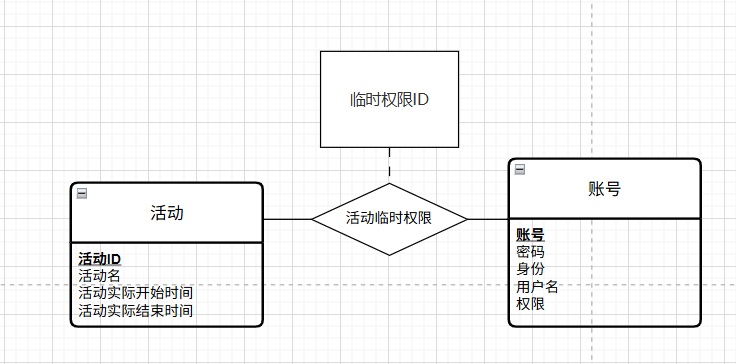 临时权限ID
活动
活动ID
活动名
活动实际开始时间
活动实际结束时间
活动临时权限
账号
账号
密码
身份
用户名
权限